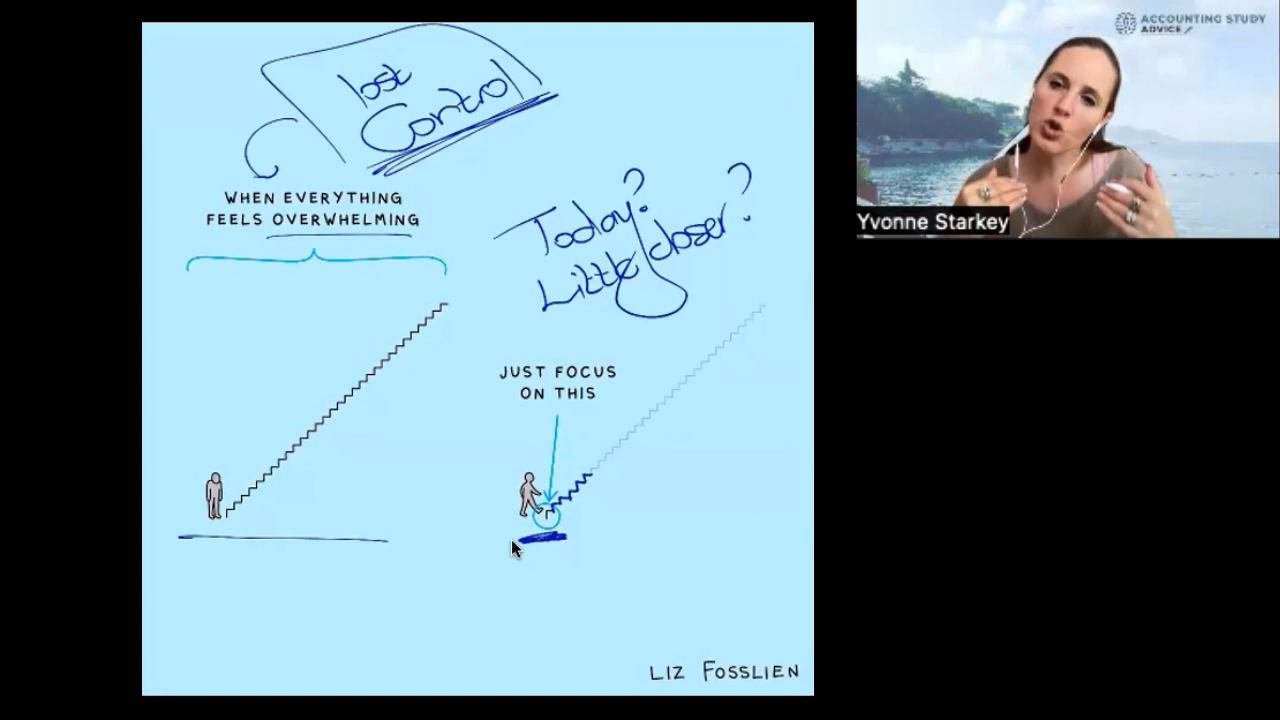 lost
Control
WHEN EVERYTHING
FEELS OVERWHELMING
Today?
Little closer?
JUST FOCUS
ON THIS
LIZ FOSSLIEN
ACCOUNTING STUDY
ADVICE
Yvonne Starkey